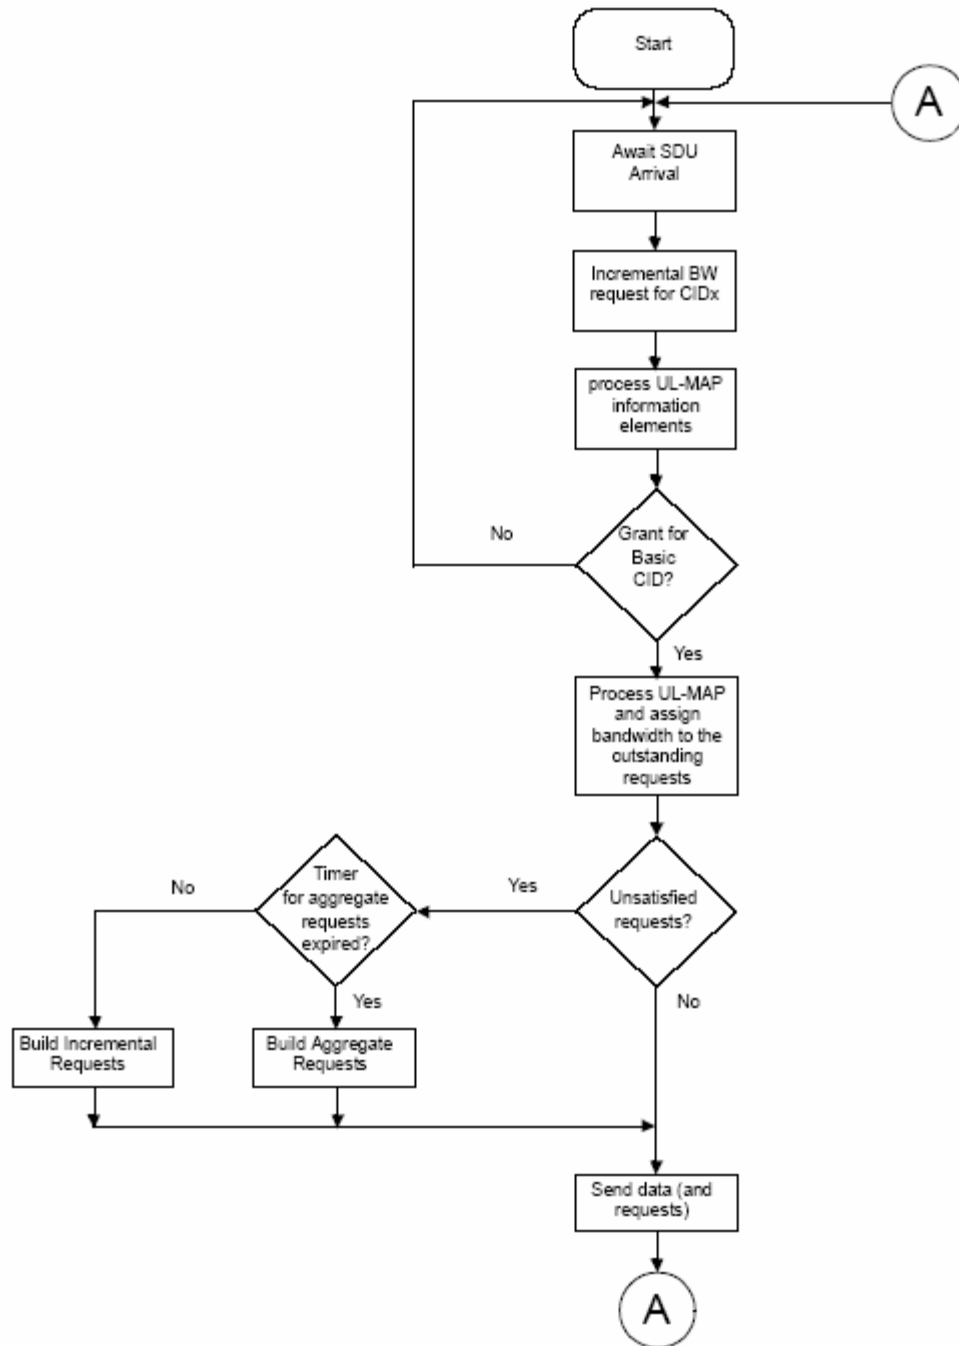 Start
A
Await SDU
Arrival
Incremental BW
request for CIDx
process UL-MAP
information
elements
No
Grant for
Basic
CID?
Yes
Process UL-MAP
and assign
bandwidth to the
outstanding
requests
No
Timer
for aggregate
requests
expired?
Yes
Unsatisfied
requests?
Yes
No
Build Incremental
Requests
Build Aggregate
Requests
Send data (and
requests)
A